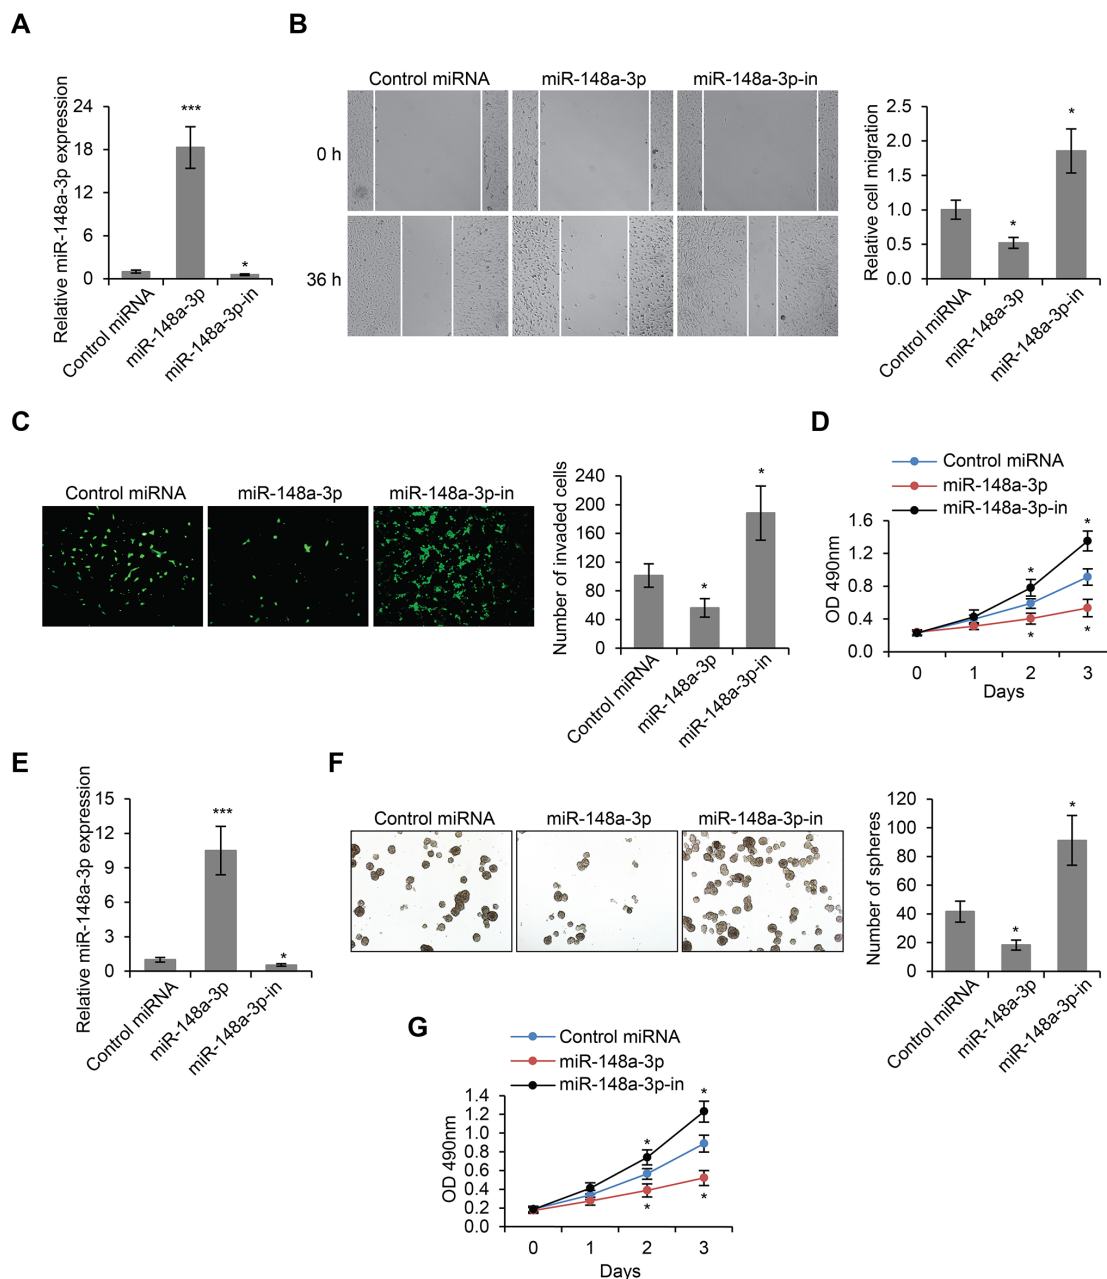 A
Relative miR-148a-3p expression
24
18
12
6
0
***
*
Control miRNA
miR-148a-3p
miR-148a-3p-in
B
Control miRNA miR-148a-3p miR-148a-3p-in
0 h
36 h
Relative cell migration
2.5
2.0
1.5
1.0
0.5
0.0
*
*
Control miRNA
miR-148a-3p
miR-148a-3p-in
C
Control miRNA miR-148a-3p miR-148a-3p-in
Number of invaded cells
240
200
160
120
80
40
0
*
*
Control miRNA
miR-148a-3p
miR-148a-3p-in
D
Control miRNA
miR-148a-3p
miR-148a-3p-in
OD 490nm
1.6
1.2
0.8
0.4
0.0
*
*
*
*
0 1 2 3
Days
E
Relative miR-148a-3p expression
15
12
9
6
3
0
***
*
Control miRNA
miR-148a-3p
miR-148a-3p-in
F
Control miRNA miR-148a-3p miR-148a-3p-in
Number of spheres
120
100
80
60
40
20
0
*
*
Control miRNA
miR-148a-3p
miR-148a-3p-in
G
Control miRNA
miR-148a-3p
miR-148a-3p-in
OD 490nm
1.4
1.2
1.0
0.8
0.6
0.4
0.2
0.0
*
*
*
*
0 1 2 3
Days